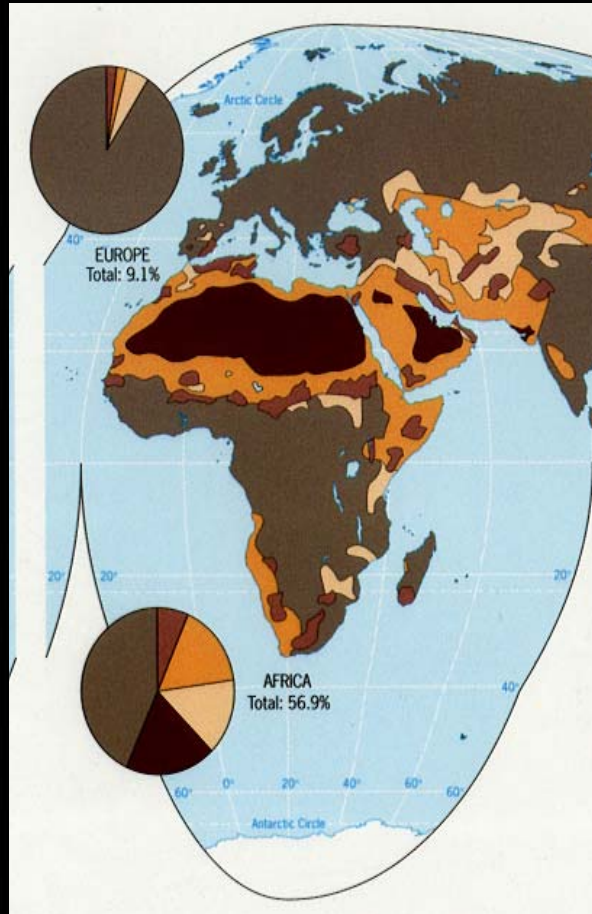 Arctic Circle
40°
EUROPE
Total: 9.1%
20°
20°
20°
AFRICA
Total: 56.9%
40°
60°
0°
20°
40°
60°
60°
Antarctic Circle